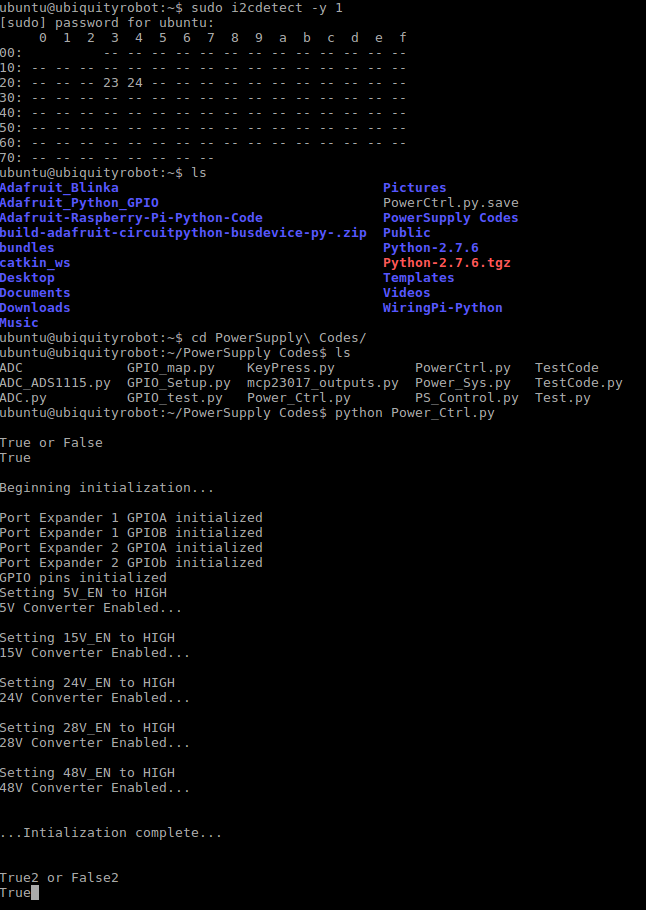 ubuntu@ubiquityrobot:~$ sudo i2cdetect -y 1
[sudo] password for ubuntu:
     0  1  2  3  4  5  6  7  8  9  a  b  c  d  e  f
00:          -- -- -- -- -- -- -- -- -- -- -- -- --
10: -- -- -- -- -- -- -- -- -- -- -- -- -- -- -- --
20: -- -- -- 23 24 -- -- -- -- -- -- -- -- -- -- --
30: -- -- -- -- -- -- -- -- -- -- -- -- -- -- -- --
40: -- -- -- -- -- -- -- -- -- -- -- -- -- -- -- --
50: -- -- -- -- -- -- -- -- -- -- -- -- -- -- -- --
60: -- -- -- -- -- -- -- -- -- -- -- -- -- -- -- --
70: -- -- -- -- -- -- -- --
ubuntu@ubiquityrobot:~$ ls
Adafruit_Blinka                                 Pictures
Adafruit_Python_GPIO                            PowerCtrl.py.save
Adafruit-Raspberry-Pi-Python-Code               PowerSupply Codes
build-adafruit-circuitpython-busdevice-py-.zip  Public
bundles                                         Python-2.7.6
catkin_ws                                       Python-2.7.6.tgz
Desktop                                         Templates
Documents                                       Videos
Downloads                                       WiringPi-Python
Music
ubuntu@ubiquityrobot:~$ cd PowerSupply\ Codes/
ubuntu@ubiquityrobot:~/PowerSupply Codes$ ls
ADC             GPIO_map.py    KeyPress.py          PowerCtrl.py   TestCode
ADC_ADS1115.py  GPIO_Setup.py  mcp23017_outputs.py  Power_Sys.py   TestCode.py
ADC.py          GPIO_test.py   Power_Ctrl.py        PS_Control.py  Test.py
ubuntu@ubiquityrobot:~/PowerSupply Codes$ python Power_Ctrl.py
True or False
True
Beginning initialization...
Port Expander 1 GPIOA initialized
Port Expander 1 GPIOB initialized
Port Expander 2 GPIOA initialized
Port Expander 2 GPIOb initialized
GPIO pins initialized
Setting 5V_EN to HIGH
5V Converter Enabled...
Setting 15V_EN to HIGH
15V Converter Enabled...
Setting 24V_EN to HIGH
24V Converter Enabled...
Setting 28V_EN to HIGH
28V Converter Enabled...
Setting 48V_EN to HIGH
48V Converter Enabled...
...Intialization complete...
True2 or False2
True